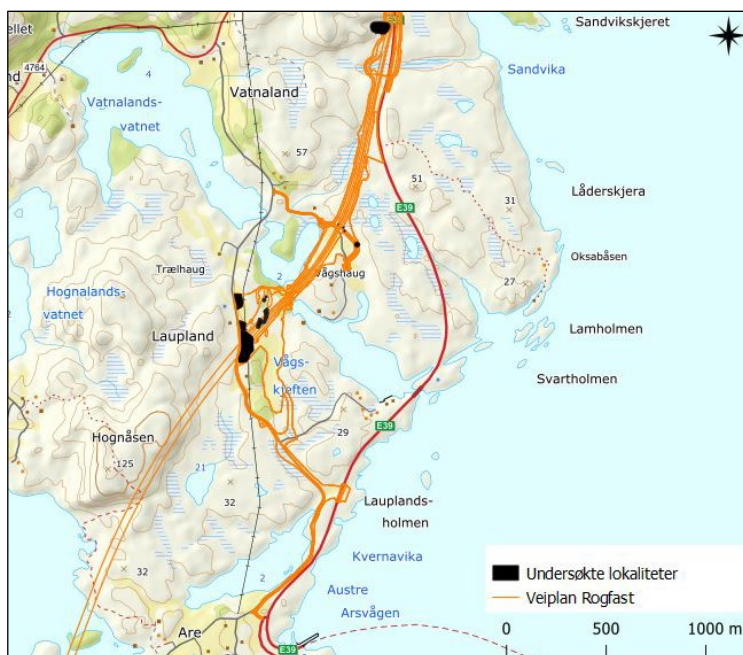 ellet
Sandvikskjeret
4764
nd
4
Vatnaland
Sandvika
Vatnalands-
vatnet
57
51
31
Låderskjera
E39
Trælhaug
2
Vågshaug
Oksabåsen
27
Hognalands-
vatnet
Laupland
Lamholmen
Vågs-
kjeften
Svartholmen
Hognåsen
125
21
29
E39
32
Lauplands-
holmen
32
Kvernavika
2
Austre
Arsvågen
Are
E39
Undersøkte lokaliteter
Veiplan Rogfast
0 500 1000 m